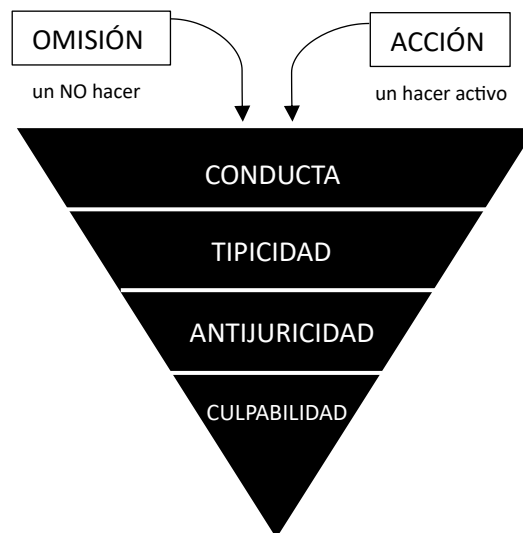 OMISIÓN
ACCIÓN
un NO hacer
un hacer activo
CONDUCTA
TIPICIDAD
ANTIJURICIDAD
CULPABILIDAD